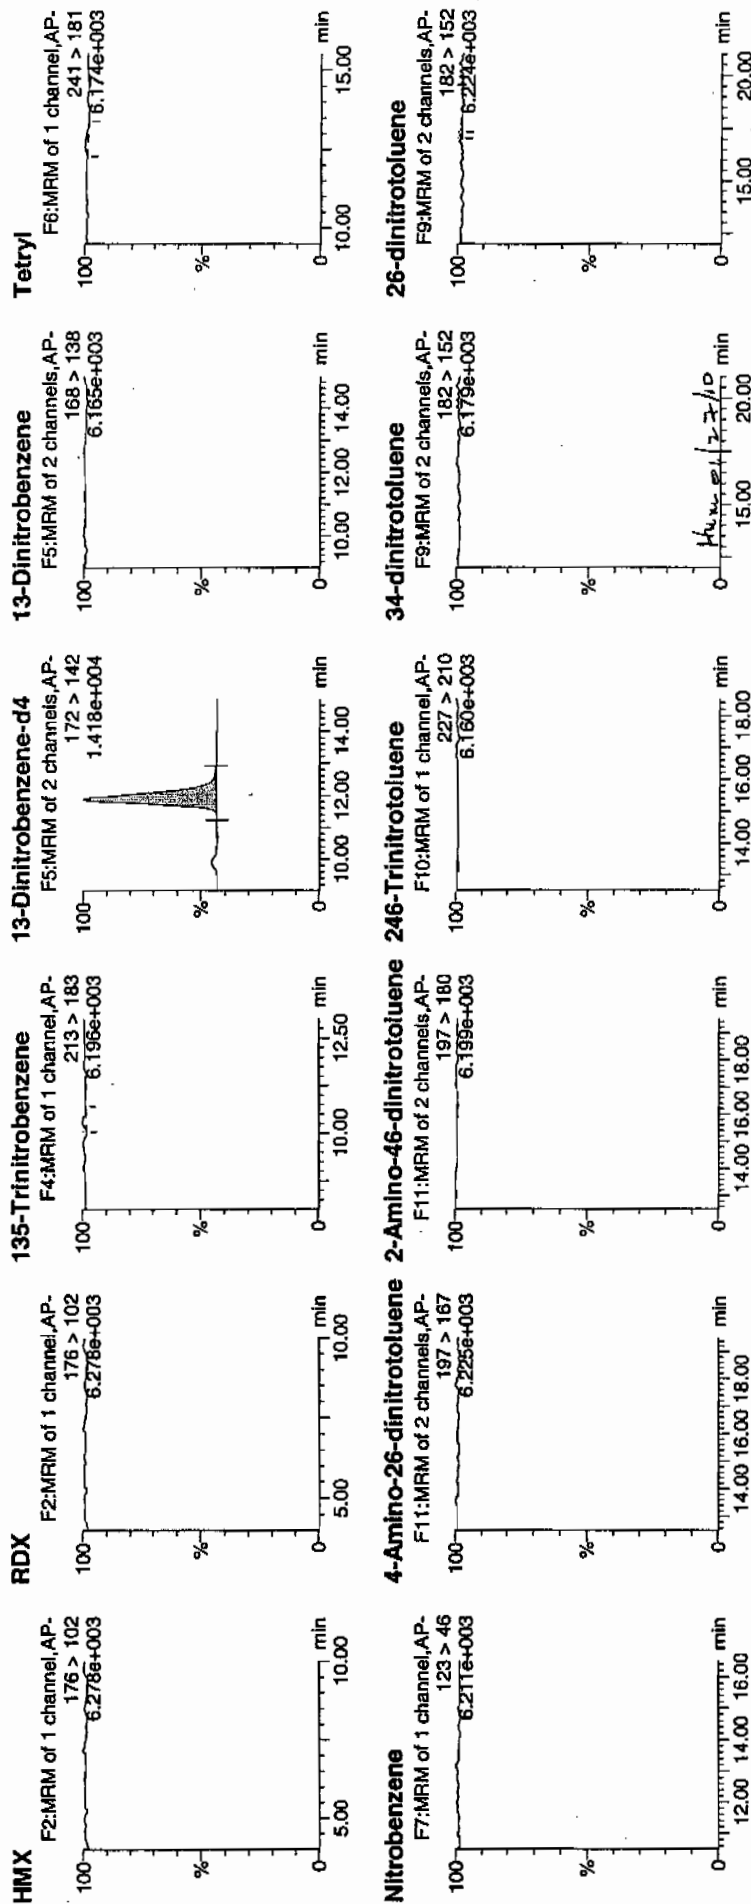 HMX
F2:MRM of 1 channel,AP-
176 > 102
6.278e+003
100
%
0
5.00 10.00 min
RDX
F2:MRM of 1 channel,AP-
176 > 102
6.278e+003
100
%
0
5.00 10.00 min
135-Trinitrobenzene
F4:MRM of 1 channel,AP-
213 > 183
6.196e+003
100
%
0
10.00 12.50 min
13-Dinitrobenzene-d4
F5:MRM of 2 channels,AP-
172 > 142
1.418e+004
100
%
0
10.00 12.00 14.00 min
13-Dinitrobenzene
F5:MRM of 2 channels,AP-
168 > 138
6.165e+003
100
%
0
10.00 12.00 14.00 min
Tetryl
F6:MRM of 1 channel,AP-
241 > 181
6.174e+003
100
%
0
10.00 15.00 min
Nitrobenzene
F7:MRM of 1 channel,AP-
123 > 46
6.211e+003
100
%
0
12.00 14.00 16.00 min
4-Amino-26-dinitrotoluene
F11:MRM of 2 channels,AP-
197 > 167
6.225e+003
100
%
0
14.00 16.00 18.00 min
2-Amino-46-dinitrotoluene
F11:MRM of 2 channels,AP-
197 > 180
6.199e+003
100
%
0
14.00 16.00 18.00 min
246-Trinitrotoluene
F10:MRM of 1 channel,AP-
227 > 210
6.160e+003
100
%
0
14.00 16.00 18.00 min
34-dinitrotoluene
F9:MRM of 2 channels,AP-
182 > 152
6.179e+003
100
%
0
15.00 20.00 min
26-dinitrotoluene
F9:MRM of 2 channels,AP-
182 > 152
6.224e+003
100
%
0
15.00 20.00 min